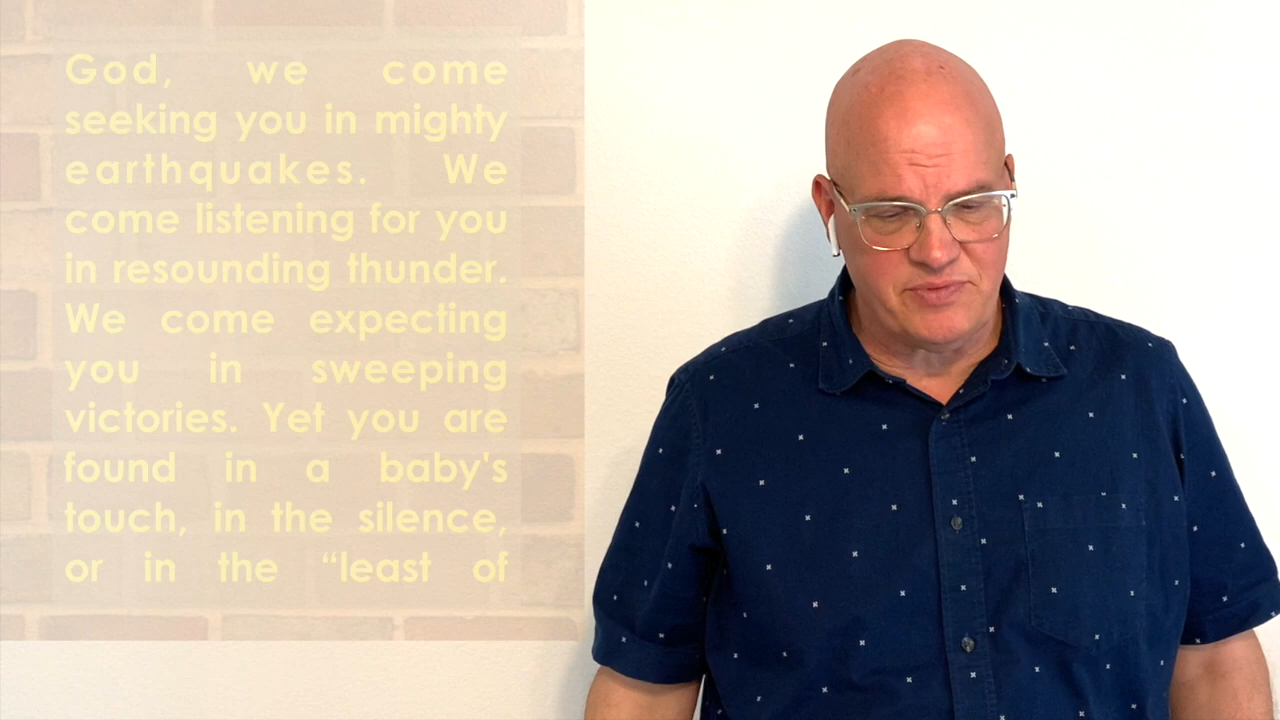 God, we come
seeking you in mighty
earthquakes. We
come listening for you
in resounding thunder.
We come expecting
you in sweeping
victories. Yet you are
found in a baby's
touch, in the silence,
or in the “least of